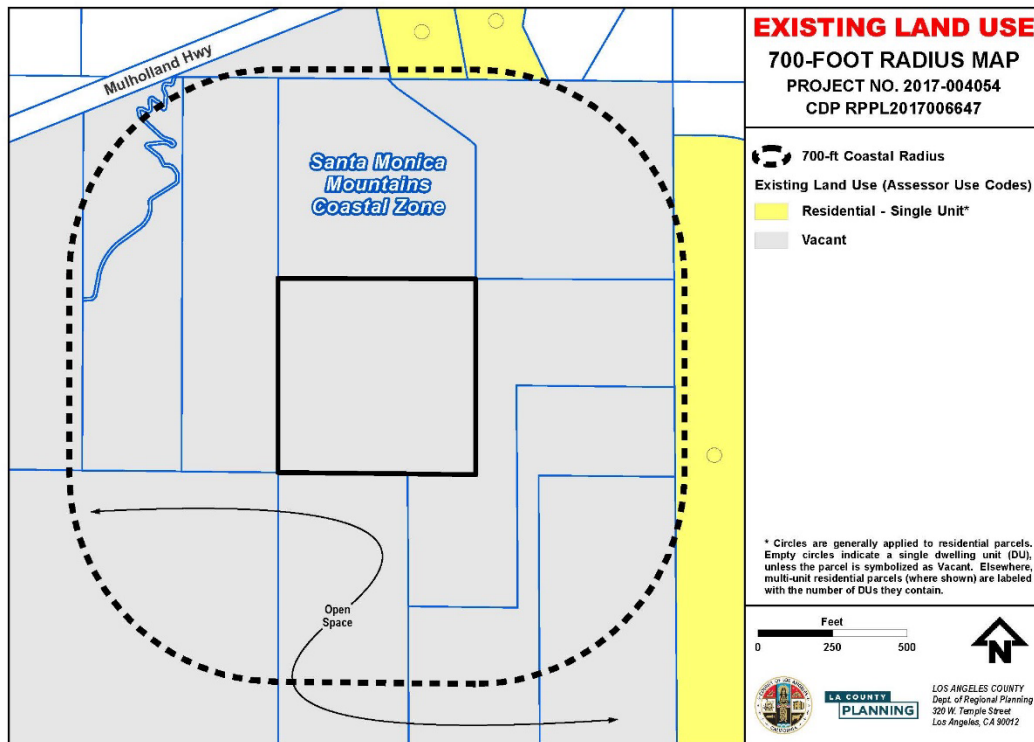 Mulholland Hwy
Santa Monica
Mountains
Coastal Zone
Open
Space
EXISTING LAND USE
700-FOOT RADIUS MAP
PROJECT NO. 2017-004054
CDP RPPL2017006647
700-ft Coastal Radius
Existing Land Use (Assessor Use Codes)
Residential - Single Unit*
Vacant
* Circles are generally applied to residential parcels.
Empty circles indicate a single dwelling unit (DU),
unless the parcel is symbolized as Vacant. Elsewhere,
multi-unit residential parcels (where shown) are labeled
with the number of DUs they contain.
Feet
0 250 500
N
LA COUNTY
PLANNING
LOS ANGELES COUNTY
Dept. of Regional Planning
320 W. Temple Street
Los Angeles, CA 90012